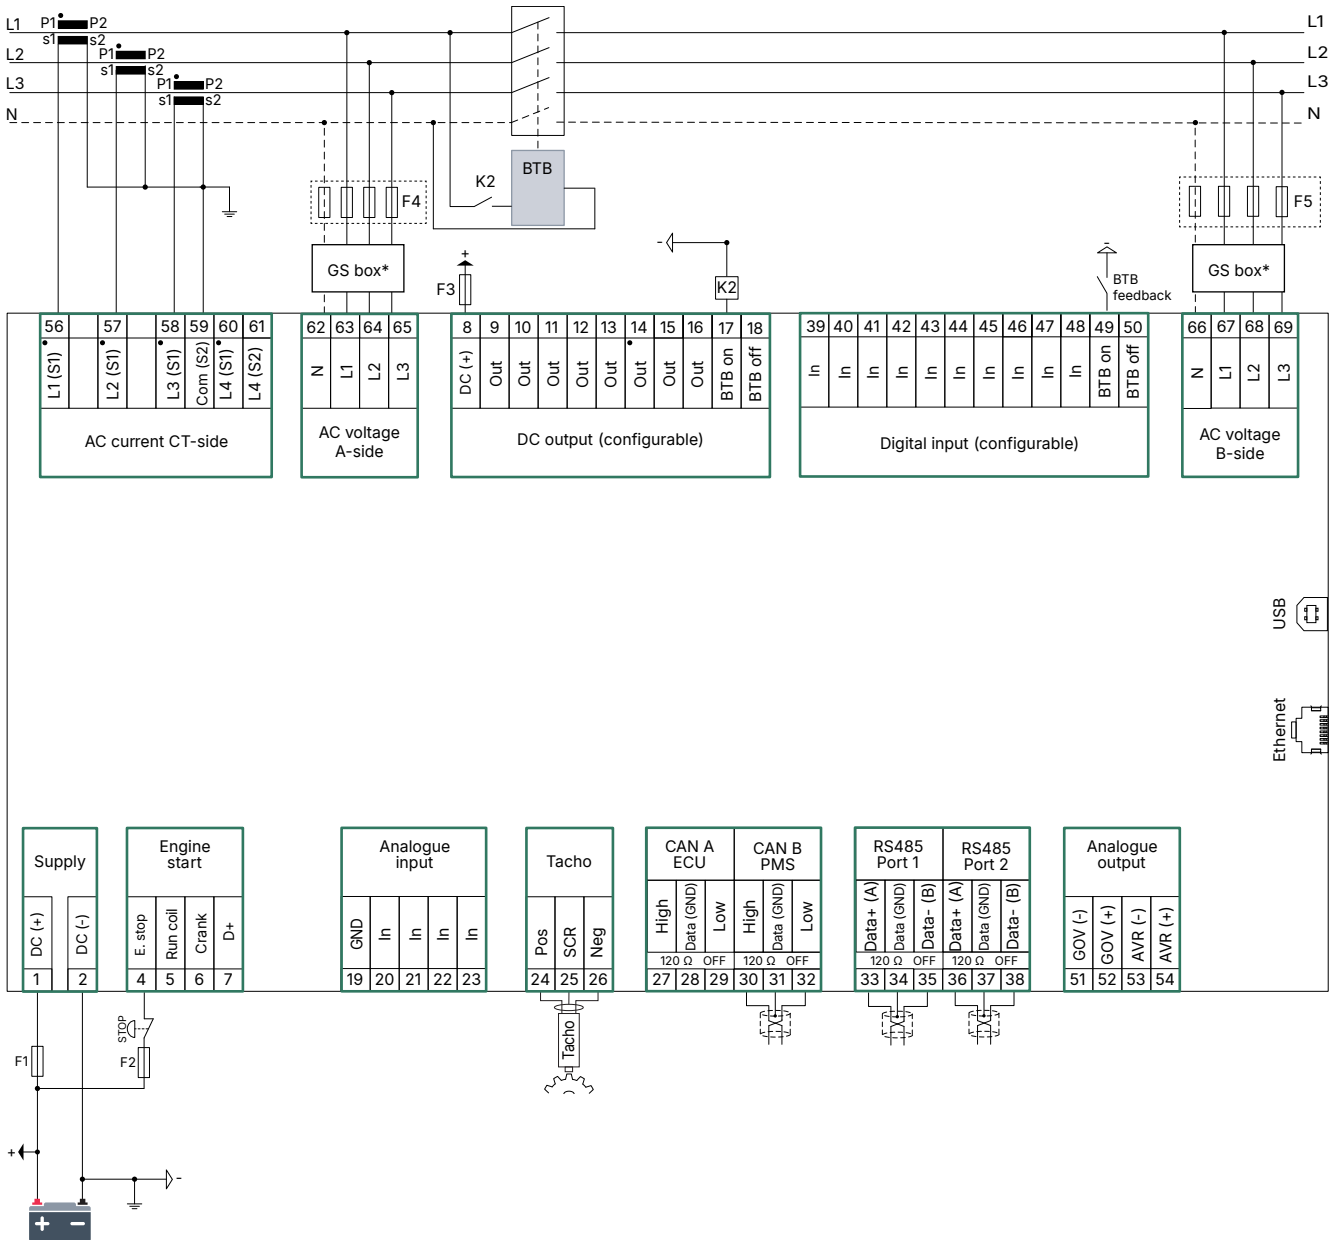 L1 P1 P2 L1
s1 s2
L2 P1 P2 L2
s1 s2
L3 P1 P2 L3
s1 s2
N N
BTB
K2
F4
F5
GS box*
GS box*
+
F3
-
K2
-
BTB
feedback
56 57 58 59 60 61
L1 (S1)
L2 (S1)
L3 (S1)
Com (S2)
L4 (S1)
L4 (S2)
AC current CT-side
62 63 64 65
N
L1
L2
L3
AC voltage
A-side
8 9 10 11 12 13 14 15 16 17 18
DC (+)
Out
Out
Out
Out
Out
Out
Out
Out
BTB on
BTB off
DC output (configurable)
39 40 41 42 43 44 45 46 47 48 49 50
In
In
In
In
In
In
In
In
In
In
BTB on
BTB off
Digital input (configurable)
66 67 68 69
N
L1
L2
L3
AC voltage
B-side
USB
Ethernet
Supply
DC (+)
DC (-)
1 2
Engine
start
E. stop
Run coil
Crank
D+
4 5 6 7
Analogue
input
GND
In
In
In
In
19 20 21 22 23
Tacho
Pos
SCR
Neg
24 25 26
CAN A
ECU
High
Data (GND)
Low
120 Ω OFF
27 28 29
CAN B
PMS
High
Data (GND)
Low
120 Ω OFF
30 31 32
RS485
Port 1
Data+ (A)
Data (GND)
Data- (B)
120 Ω OFF
33 34 35
RS485
Port 2
Data+ (A)
Data (GND)
Data- (B)
120 Ω OFF
36 37 38
Analogue
output
GOV (-)
GOV (+)
AVR (-)
AVR (+)
51 52 53 54
STOP
F1
F2
Tacho
+
-
+ −